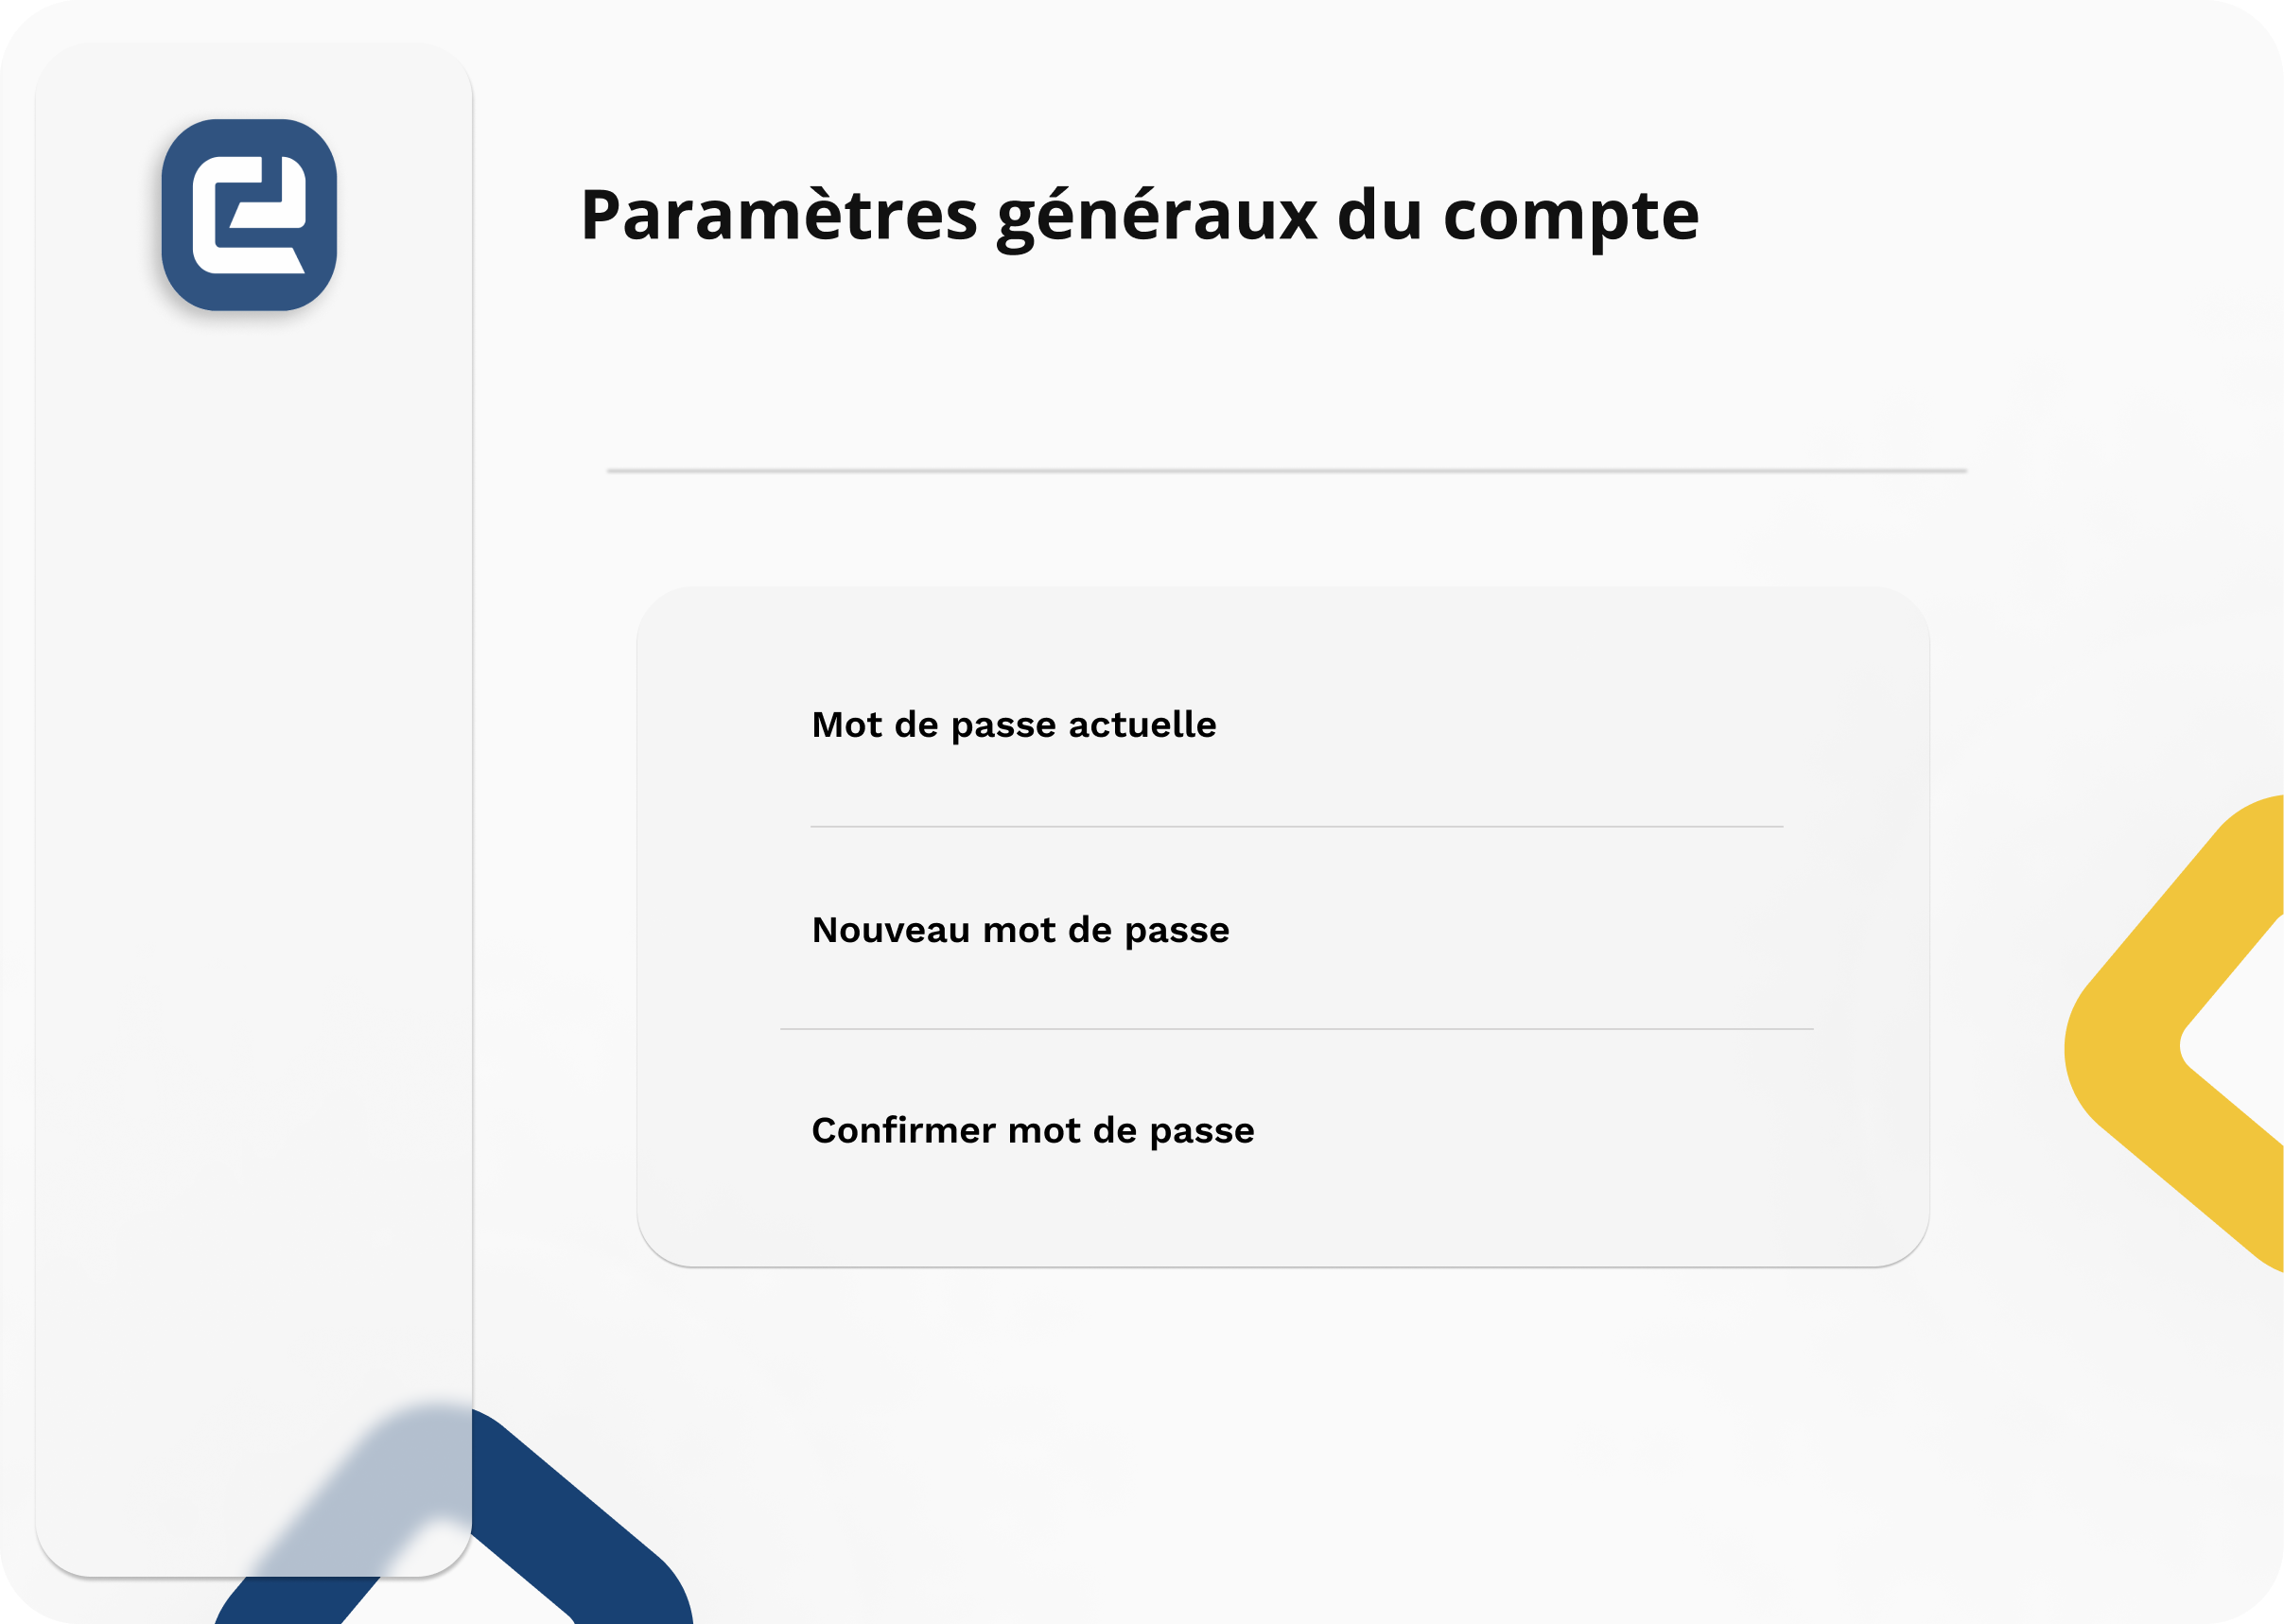 Paramètres généraux du compte
Mot de passe actuelle
Nouveau mot de passe
Confirmer mot de passe